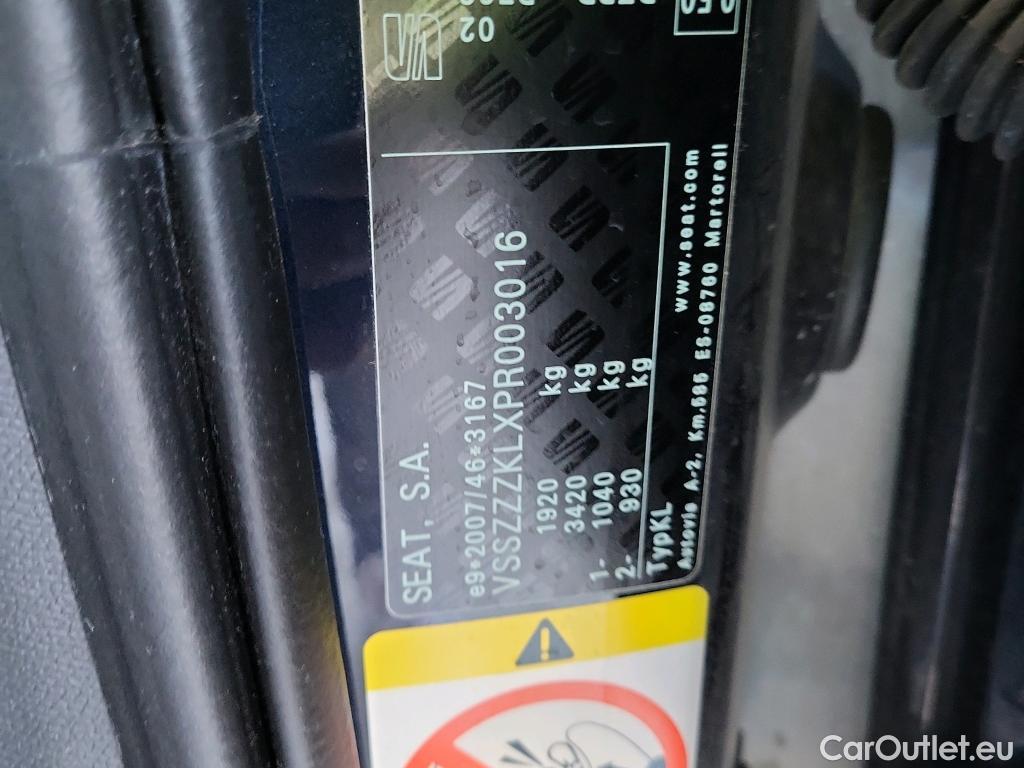 SEAT, S.A.
e9*2007/46*3167
VSSZZZKLXPR003016
1920 kg
3420 kg
1- 1040 kg
2- 930 kg
TypKL
www.seat.com
Autovia A-2, Km.585 ES-08760 Martorell
02
CarOutlet.eu